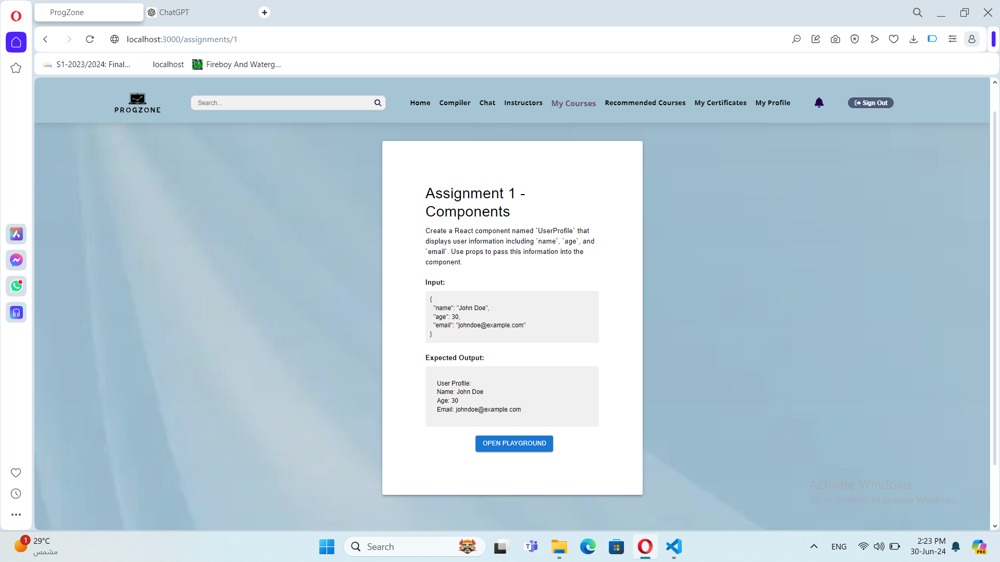 ProgZone
ChatGPT
localhost:3000/assignments/1
S1-2023/2024: Final...
localhost
Fireboy And Waterg...
PROGZONE
Search...
Home
Compiler
Chat
Instructors
My Courses
Recommended Courses
My Certificates
My Profile
Sign Out
Assignment 1 -
Components
Create a React component named `UserProfile` that
displays user information including `name`, `age`, and
`email`. Use props to pass this information into the
component.
Input:
{
"name": "John Doe",
"age": 30,
"email": "johndoe@example.com"
}
Expected Output:
User Profile:
Name: John Doe
Age: 30
Email: johndoe@example.com
OPEN PLAYGROUND
Activate Windows
Go to Settings to activate Windows.
1
29°C
مشمس
Search
ENG
2:23 PM
30-Jun-24
PRE